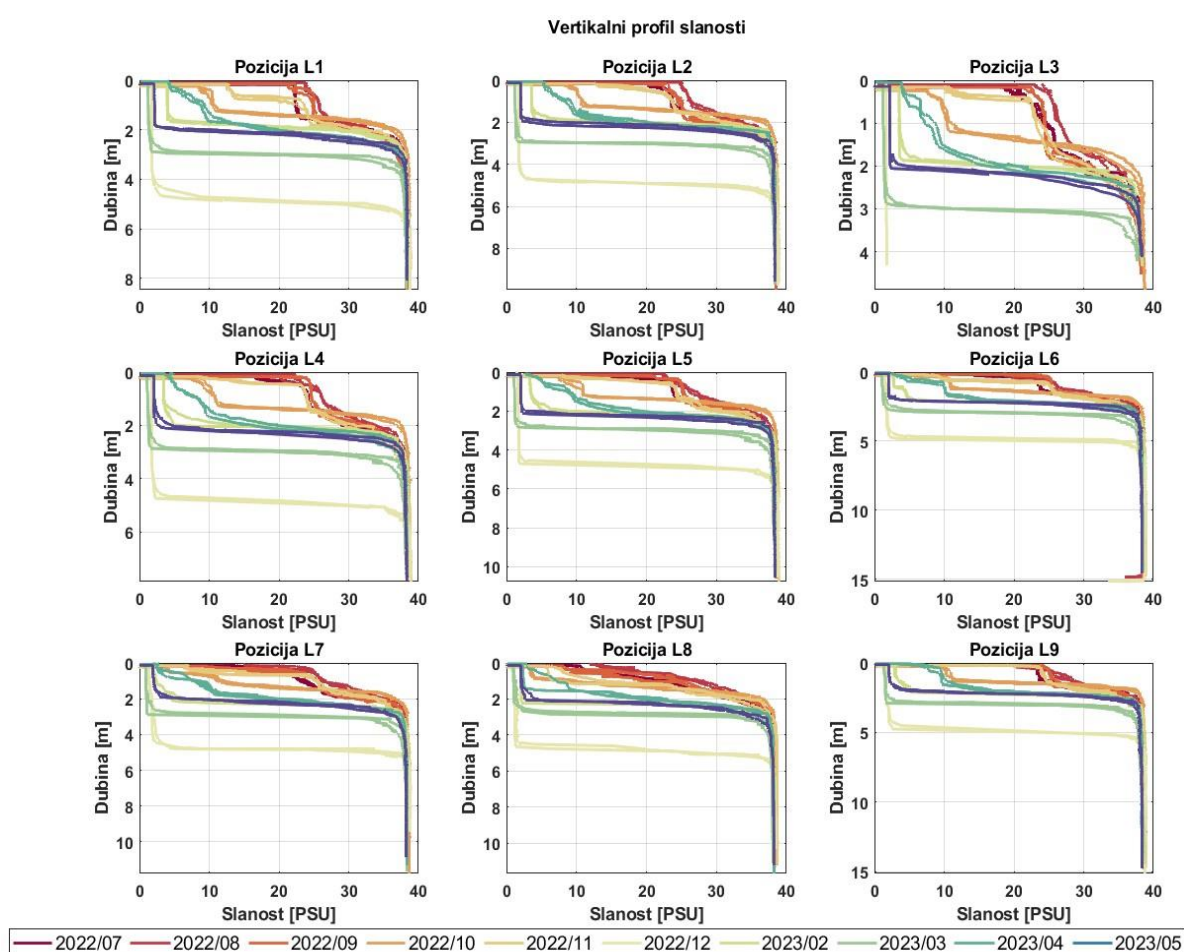 Vertikalni profil slanosti
Pozicija L1
Pozicija L2
Pozicija L3
0
2
4
6
8
Dubina [m]
0 10 20 30 40
Slanost [PSU]
0
2
4
6
8
Dubina [m]
0 10 20 30 40
Slanost [PSU]
0
1
2
3
4
Dubina [m]
0 10 20 30 40
Slanost [PSU]
Pozicija L4
Pozicija L5
Pozicija L6
0
2
4
6
Dubina [m]
0 10 20 30 40
Slanost [PSU]
0
2
4
6
8
10
Dubina [m]
0 10 20 30 40
Slanost [PSU]
0
5
10
15
Dubina [m]
0 10 20 30 40
Slanost [PSU]
Pozicija L7
Pozicija L8
Pozicija L9
0
2
4
6
8
10
Dubina [m]
0 10 20 30 40
Slanost [PSU]
0
2
4
6
8
10
Dubina [m]
0 10 20 30 40
Slanost [PSU]
0
5
10
15
Dubina [m]
0 10 20 30 40
Slanost [PSU]
2022/07 2022/08 2022/09 2022/10 2022/11 2022/12 2023/02 2023/03 2023/04 2023/05